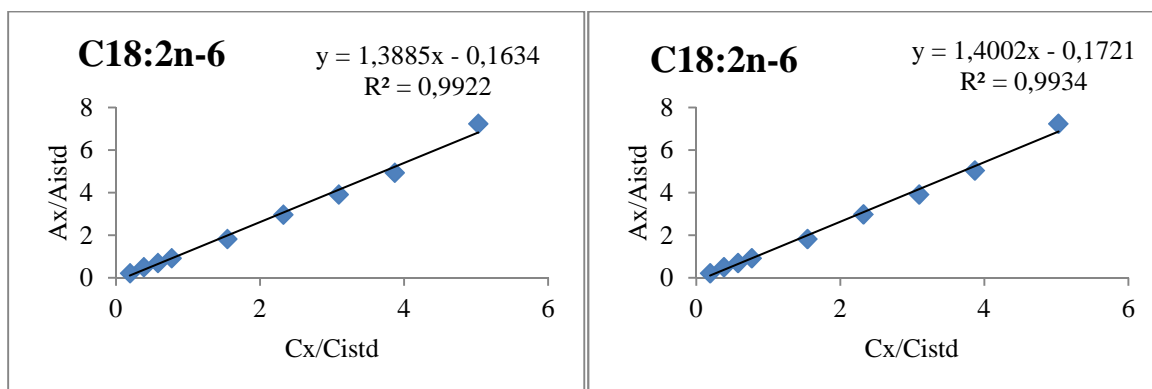 C18:2n-6
y = 1,3885x - 0,1634
R² = 0,9922
8
6
4
2
0
0 2 4 6
Ax/Aistd
Cx/Cistd
C18:2n-6
y = 1,4002x - 0,1721
R² = 0,9934
8
6
4
2
0
0 2 4 6
Ax/Aistd
Cx/Cistd